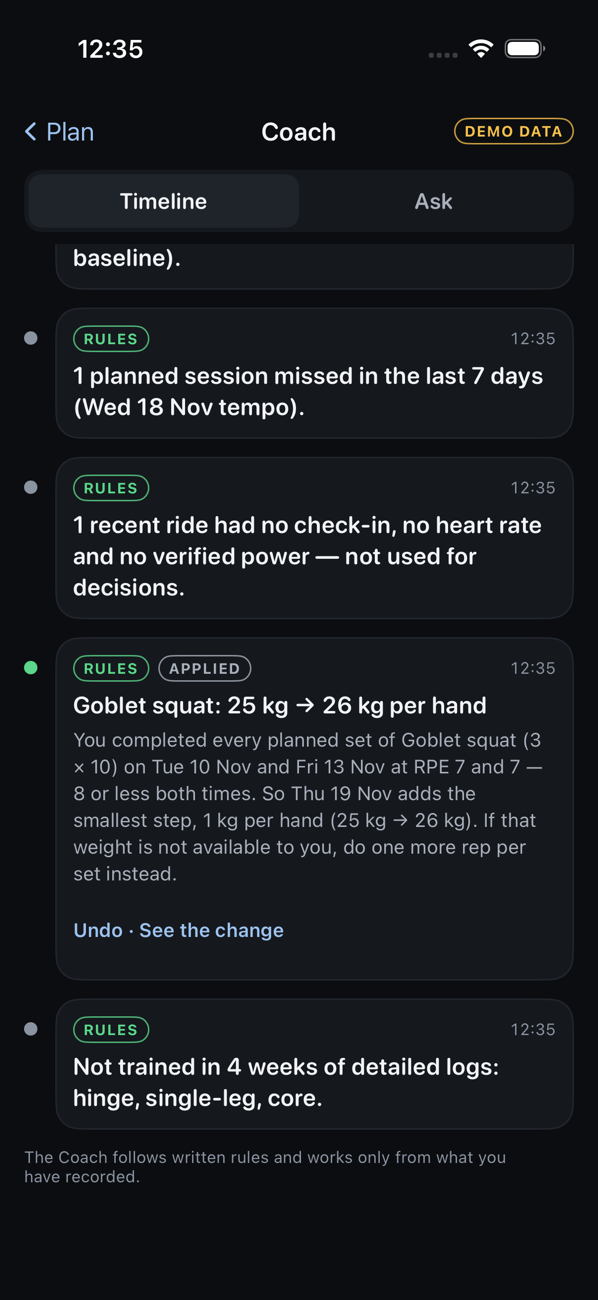 12:35
Plan
Coach
DEMO DATA
Timeline
Ask
baseline).
RULES
12:35
1 planned session missed in the last 7 days
(Wed 18 Nov tempo).
RULES
12:35
1 recent ride had no check-in, no heart rate
and no verified power — not used for
decisions.
RULES
APPLIED
12:35
Goblet squat: 25 kg → 26 kg per hand
You completed every planned set of Goblet squat (3
× 10) on Tue 10 Nov and Fri 13 Nov at RPE 7 and 7 —
8 or less both times. So Thu 19 Nov adds the
smallest step, 1 kg per hand (25 kg → 26 kg). If that
weight is not available to you, do one more rep per
set instead.
Undo · See the change
RULES
12:35
Not trained in 4 weeks of detailed logs:
hinge, single-leg, core.
The Coach follows written rules and works only from what you
have recorded.